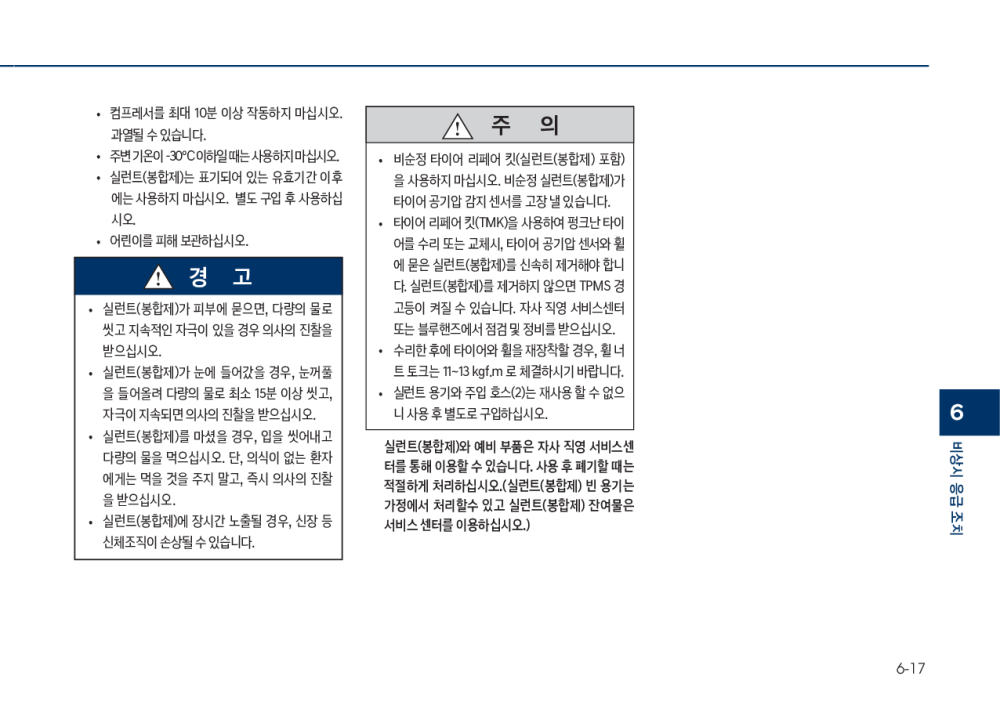 • 컴프레서를 최대 10분 이상 작동하지 마십시오.
과열될 수 있습니다.
• 주변 기온이 -30°C 이하일 때는 사용하지 마십시오.
• 실런트(봉합제)는 표기되어 있는 유효기간 이후
에는 사용하지 마십시오. 별도 구입 후 사용하십
시오.
• 어린이를 피해 보관하십시오.
경 고
• 실런트(봉합제)가 피부에 묻으면, 다량의 물로
씻고 지속적인 자극이 있을 경우 의사의 진찰을
받으십시오.
• 실런트(봉합제)가 눈에 들어갔을 경우, 눈꺼풀
을 들어올려 다량의 물로 최소 15분 이상 씻고,
자극이 지속되면 의사의 진찰을 받으십시오.
• 실런트(봉합제)를 마셨을 경우, 입을 씻어내고
다량의 물을 먹으십시오. 단, 의식이 없는 환자
에게는 먹을 것을 주지 말고, 즉시 의사의 진찰
을 받으십시오.
• 실런트(봉합제)에 장시간 노출될 경우, 신장 등
신체조직이 손상될 수 있습니다.
주 의
• 비순정 타이어 리페어 킷(실런트(봉합제) 포함)
을 사용하지 마십시오. 비순정 실런트(봉합제)가
타이어 공기압 감지 센서를 고장 낼 있습니다.
• 타이어 리페어 킷(TMK)을 사용하여 펑크난 타이
어를 수리 또는 교체시, 타이어 공기압 센서와 휠
에 묻은 실런트(봉합제)를 신속히 제거해야 합니
다. 실런트(봉합제)를 제거하지 않으면 TPMS 경
고등이 켜질 수 있습니다. 자사 직영 서비스센터
또는 블루핸즈에서 점검 및 정비를 받으십시오.
• 수리한 후에 타이어와 휠을 재장착할 경우, 휠 너
트 토크는 11~13 kgf.m 로 체결하시기 바랍니다.
• 실런트 용기와 주입 호스(2)는 재사용 할 수 없으
니 사용 후 별도로 구입하십시오.
실런트(봉합제)와 예비 부품은 자사 직영 서비스센
터를 통해 이용할 수 있습니다. 사용 후 폐기할 때는
적절하게 처리하십시오.(실런트(봉합제) 빈 용기는
가정에서 처리할수 있고 실런트(봉합제) 잔여물은
서비스 센터를 이용하십시오.)
6
비상시 응급 조치
6-17